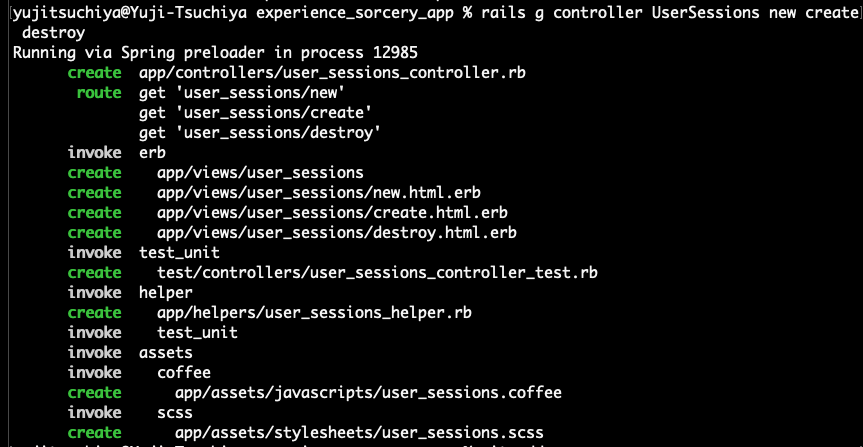 [yujitsuchiya@Yuji-Tsuchiya experience_sorcery_app % rails g controller UserSessions new create]
destroy
Running via Spring preloader in process 12985
create app/controllers/user_sessions_controller.rb
route get 'user_sessions/new'
get 'user_sessions/create'
get 'user_sessions/destroy'
invoke erb
create app/views/user_sessions
create app/views/user_sessions/new.html.erb
create app/views/user_sessions/create.html.erb
create app/views/user_sessions/destroy.html.erb
invoke test_unit
create test/controllers/user_sessions_controller_test.rb
invoke helper
create app/helpers/user_sessions_helper.rb
invoke test_unit
invoke assets
invoke coffee
create app/assets/javascripts/user_sessions.coffee
invoke scss
create app/assets/stylesheets/user_sessions.scss